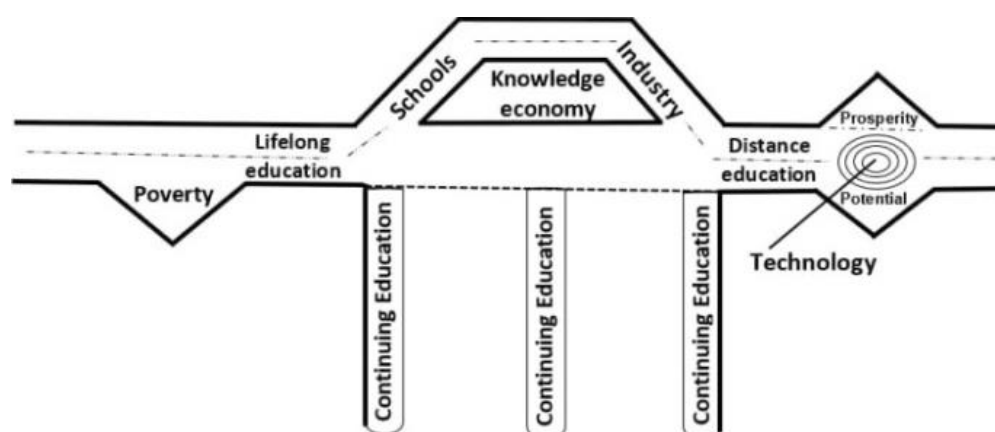 Schools
Industry
Knowledge
economy
Lifelong
education
Poverty
Distance
education
Prosperity
Potential
Technology
Continuing Education
Continuing Education
Continuing Education